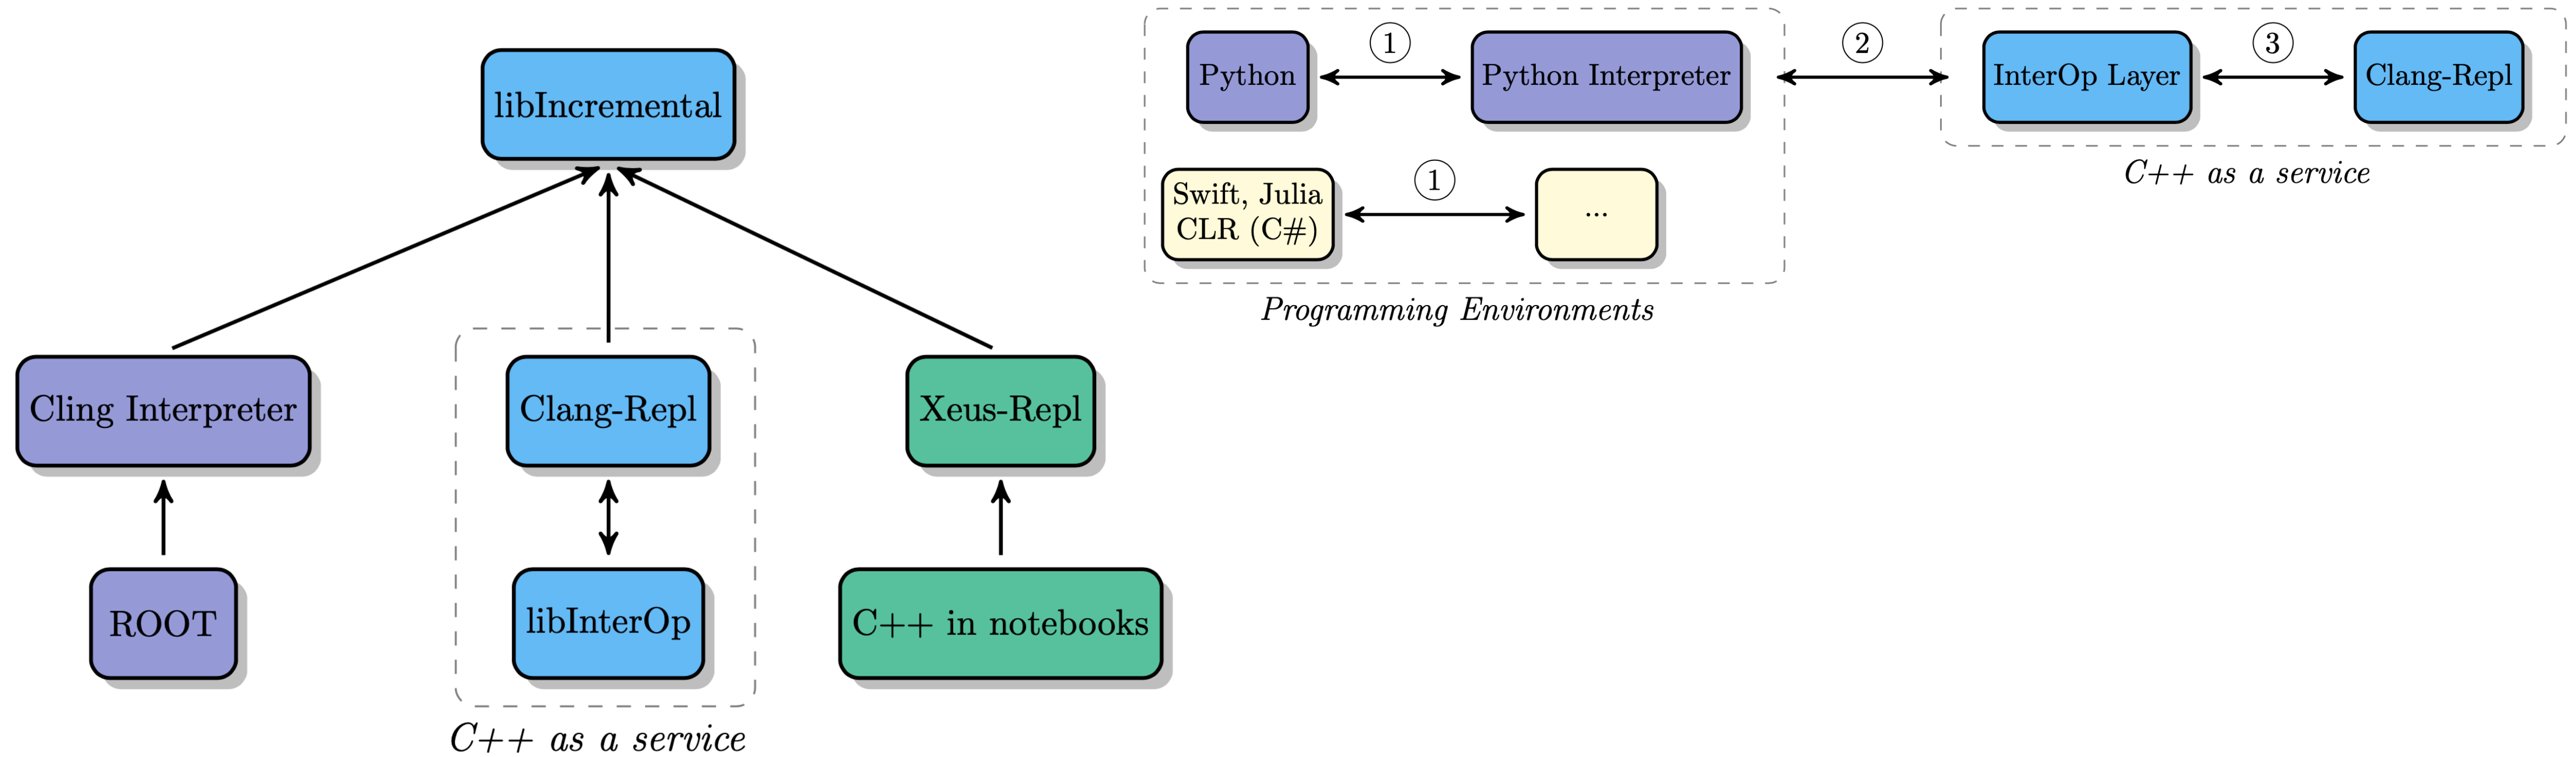 libIncremental
Cling Interpreter
Clang-Repl
Xeus-Repl
ROOT
libInterOp
C++ in notebooks
C++ as a service
Python
1
Python Interpreter
2
InterOp Layer
3
Clang-Repl
Swift, Julia
CLR (C#)
1
...
Programming Environments
C++ as a service